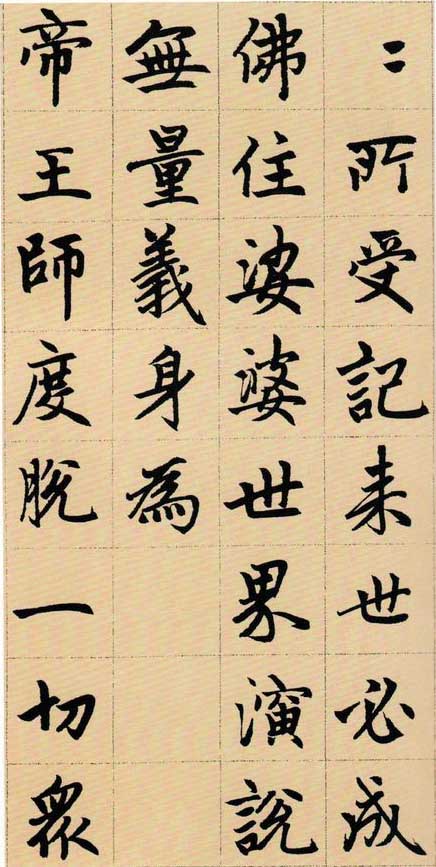 〻所受記来世必成
佛住娑婆世界演說
無量義身為
帝王師度脫一切衆